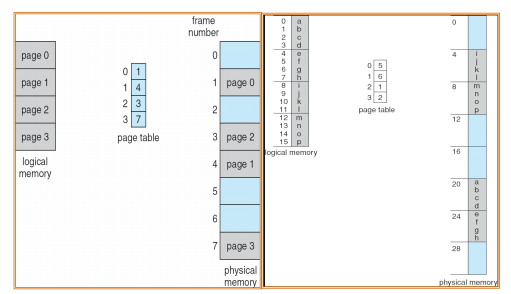 frame
number
page 0
page 1
page 2
page 3
logical
memory
0 1
1 4
2 3
3 7
page table
0
1 page 0
2
3 page 2
4 page 1
5
6
7 page 3
physical
memory
0 a
1 b
2 c
3 d
4 e
5 f
6 g
7 h
8 i
9 j
10 k
11 l
12 m
13 n
14 o
15 p
logical memory
0 5
1 6
2 1
3 2
page table
0
4 i
j
k
l
8 m
n
o
p
12
16
20 a
b
c
d
24 e
f
g
h
28
physical memory